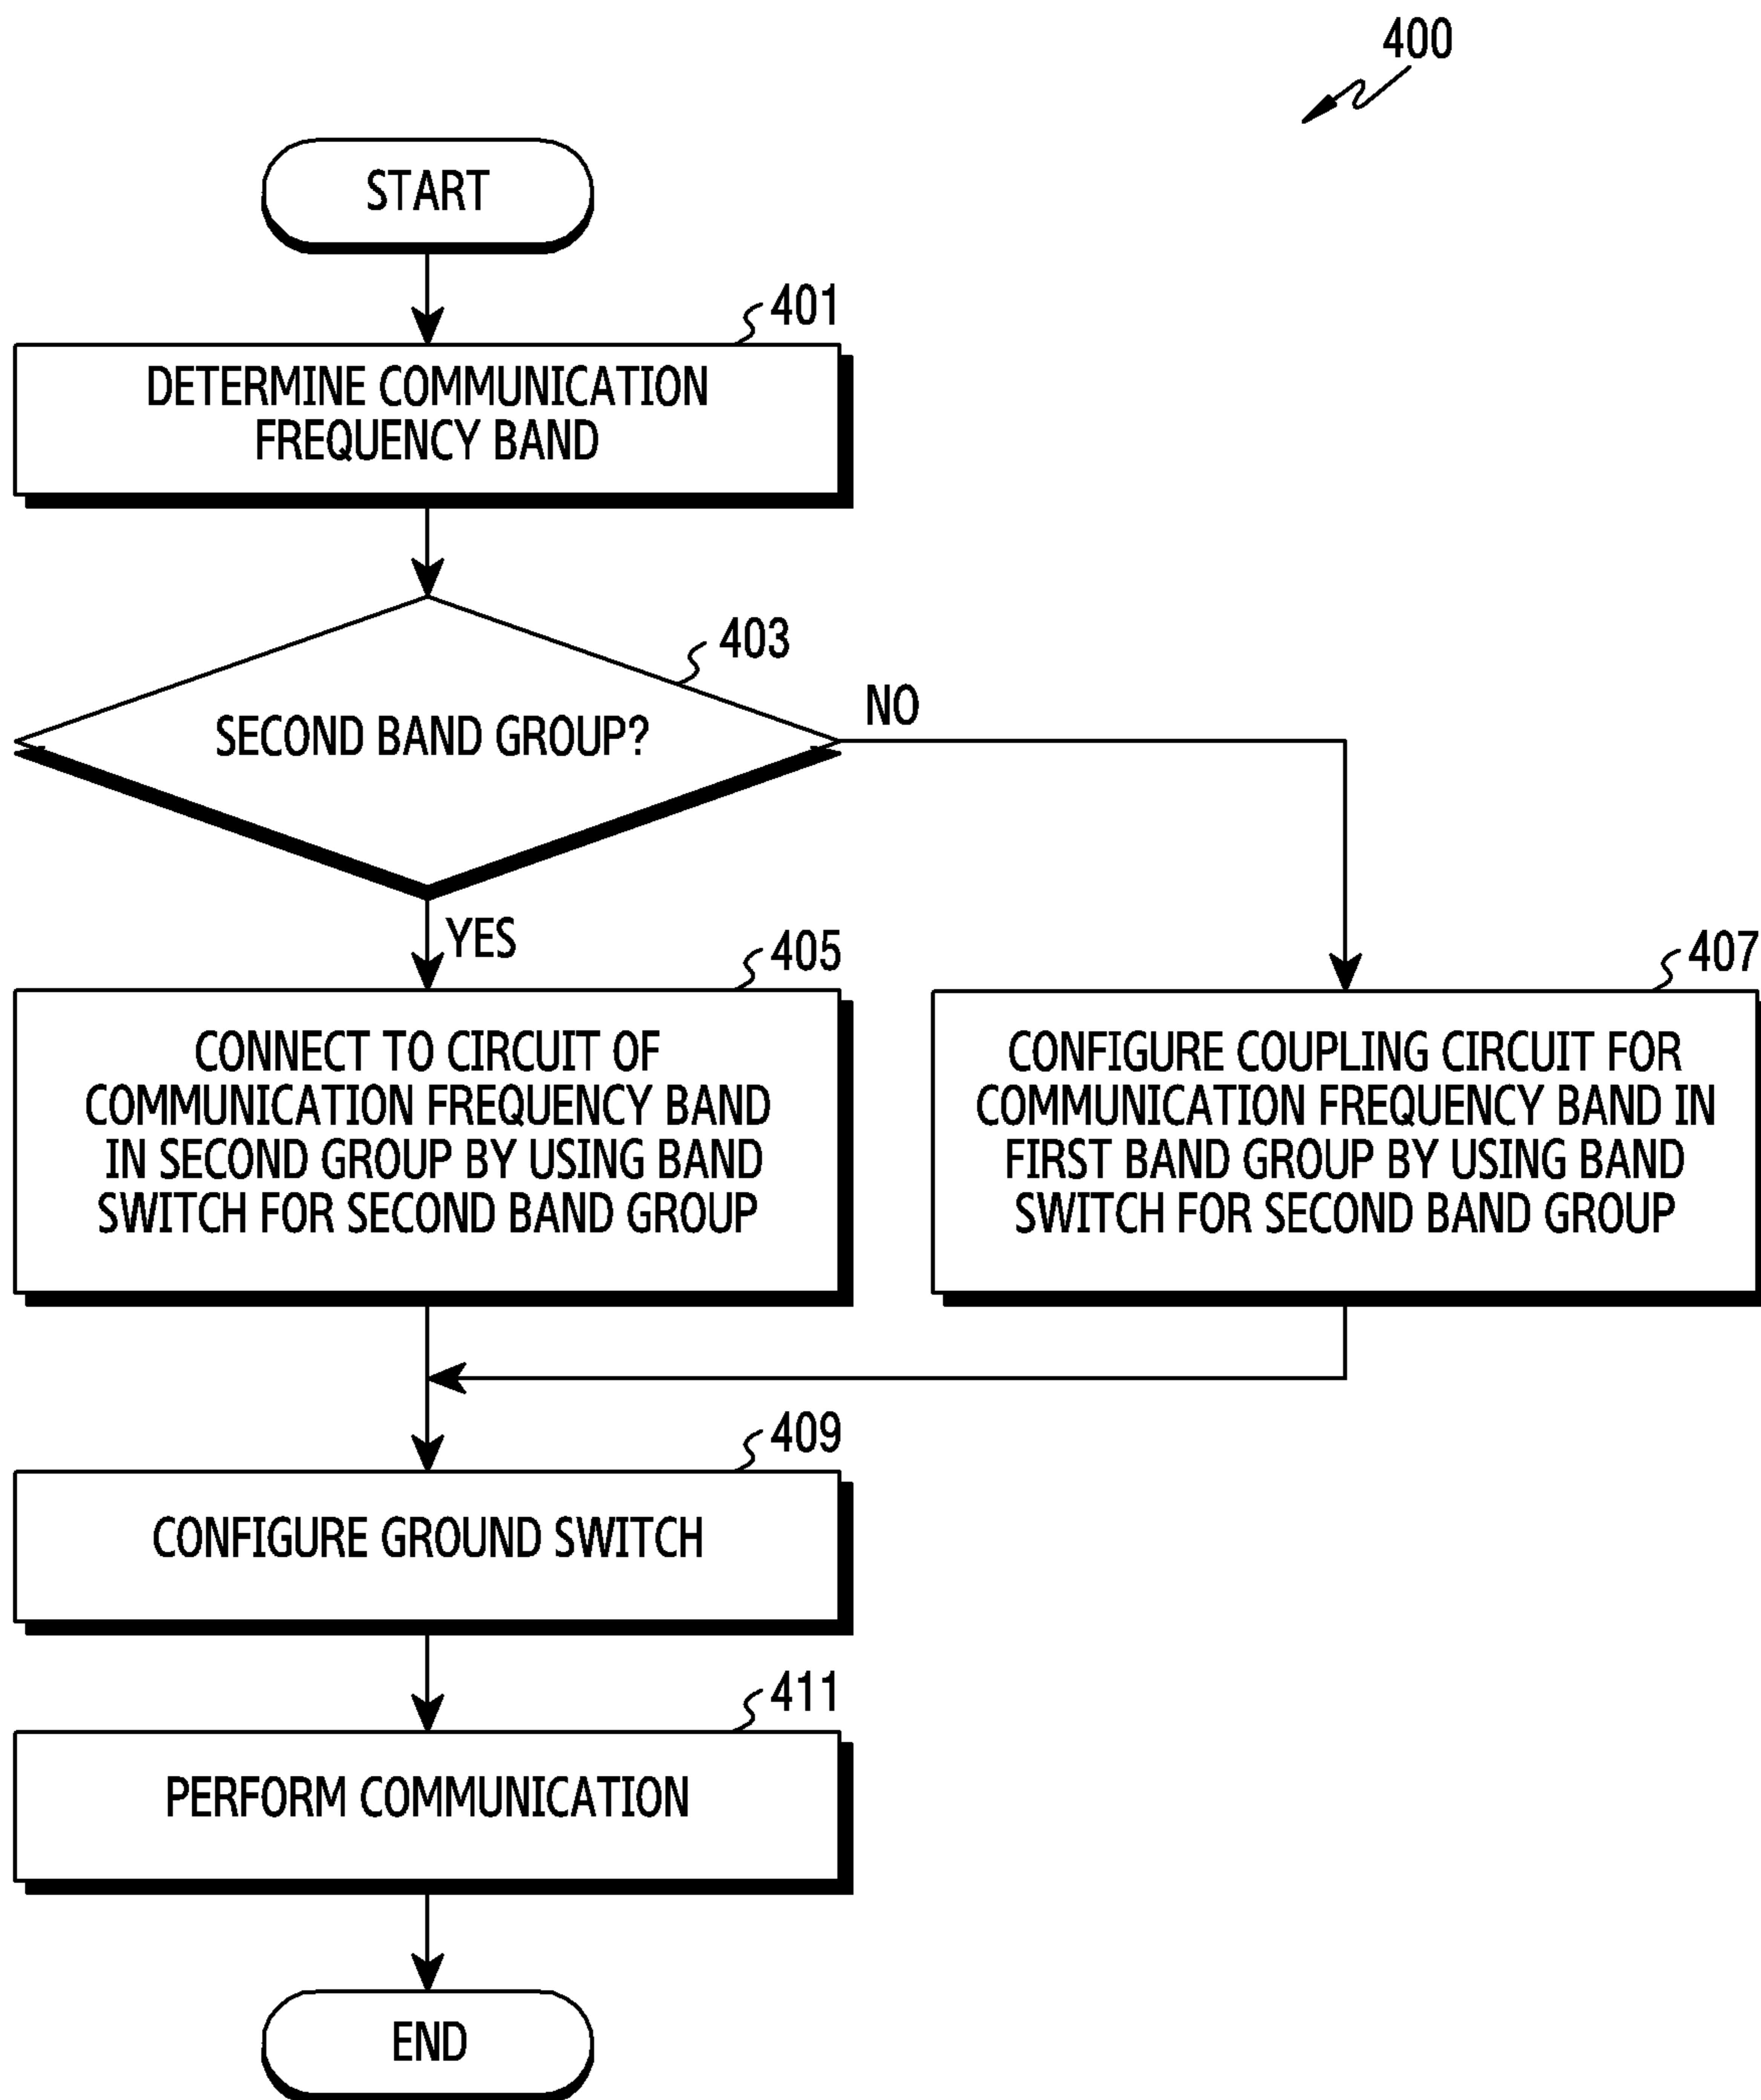 400
START
401
DETERMINE COMMUNICATION
FREQUENCY BAND
403
SECOND BAND GROUP?
NO
YES
405
CONNECT TO CIRCUIT OF
COMMUNICATION FREQUENCY BAND
IN SECOND GROUP BY USING BAND
SWITCH FOR SECOND BAND GROUP
407
CONFIGURE COUPLING CIRCUIT FOR
COMMUNICATION FREQUENCY BAND IN
FIRST BAND GROUP BY USING BAND
SWITCH FOR SECOND BAND GROUP
409
CONFIGURE GROUND SWITCH
411
PERFORM COMMUNICATION
END